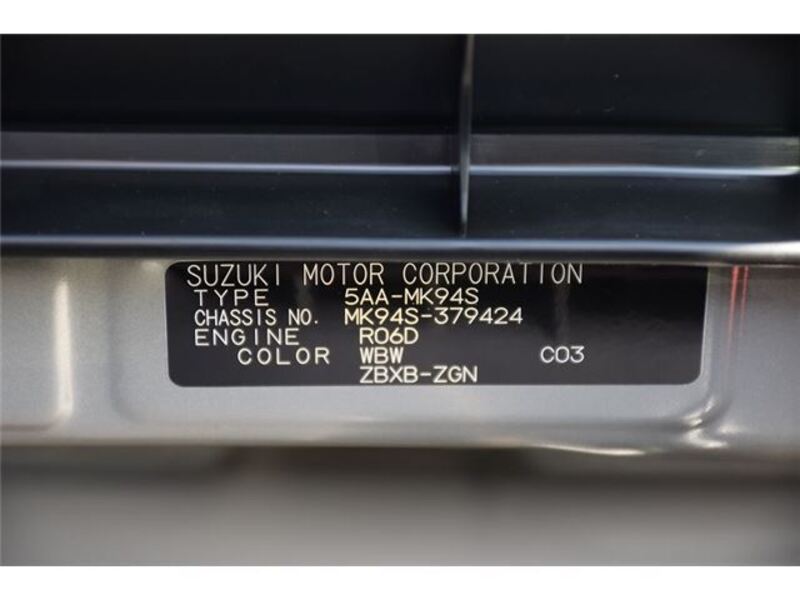 SUZUKI MOTOR CORPORATION
TYPE 5AA-MK94S
CHASSIS NO. MK94S-379424
ENGINE R06D
COLOR WBW C03
ZBXB-ZGN